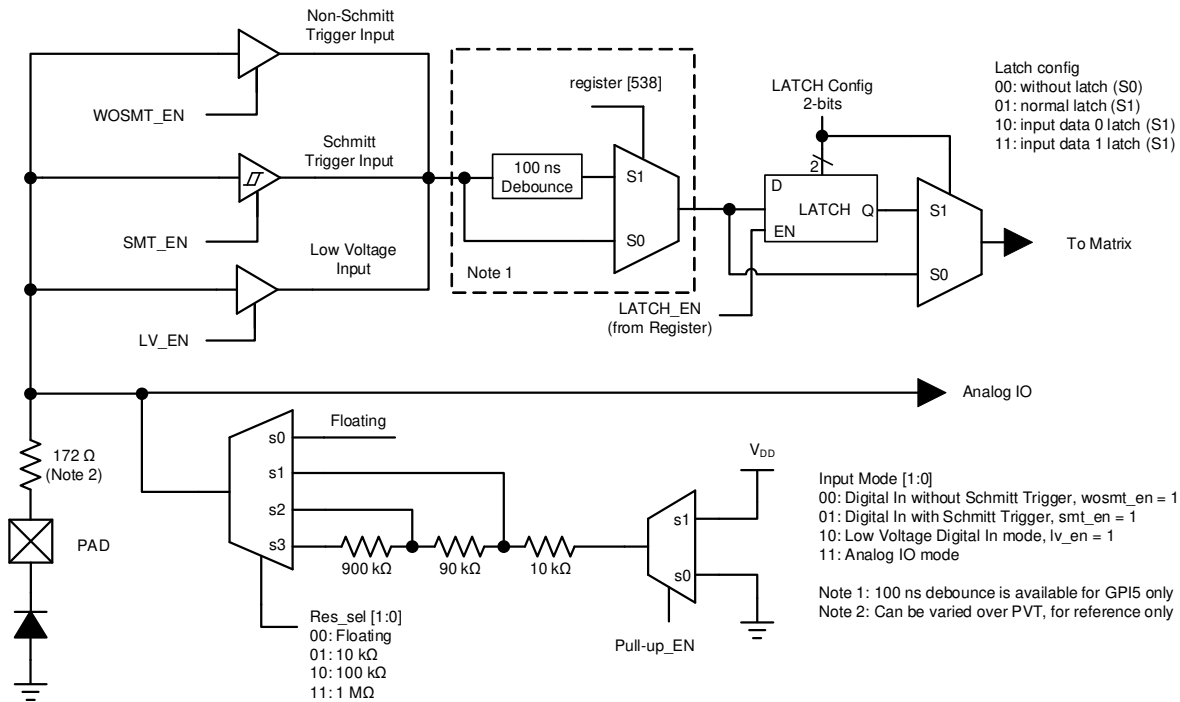 Non-Schmitt
Trigger Input
WOSMT_EN
Schmitt
Trigger Input
SMT_EN
Low Voltage
Input
LV_EN
register [538]
100 ns
Debounce
S1
S0
Note 1
LATCH Config
2-bits
2
D
LATCH
Q
EN
LATCH_EN
(from Register)
S1
S0
Latch config
00: without latch (S0)
01: normal latch (S1)
10: input data 0 latch (S1)
11: input data 1 latch (S1)
To Matrix
Analog IO
172 Ω
(Note 2)
PAD
Floating
s0
s1
s2
s3
900 kΩ
90 kΩ
10 kΩ
Res_sel [1:0]
00: Floating
01: 10 kΩ
10: 100 kΩ
11: 1 MΩ
VDD
s1
s0
Pull-up_EN
Input Mode [1:0]
00: Digital In without Schmitt Trigger, wosmt_en = 1
01: Digital In with Schmitt Trigger, smt_en = 1
10: Low Voltage Digital In mode, lv_en = 1
11: Analog IO mode
Note 1: 100 ns debounce is available for GPI5 only
Note 2: Can be varied over PVT, for reference only